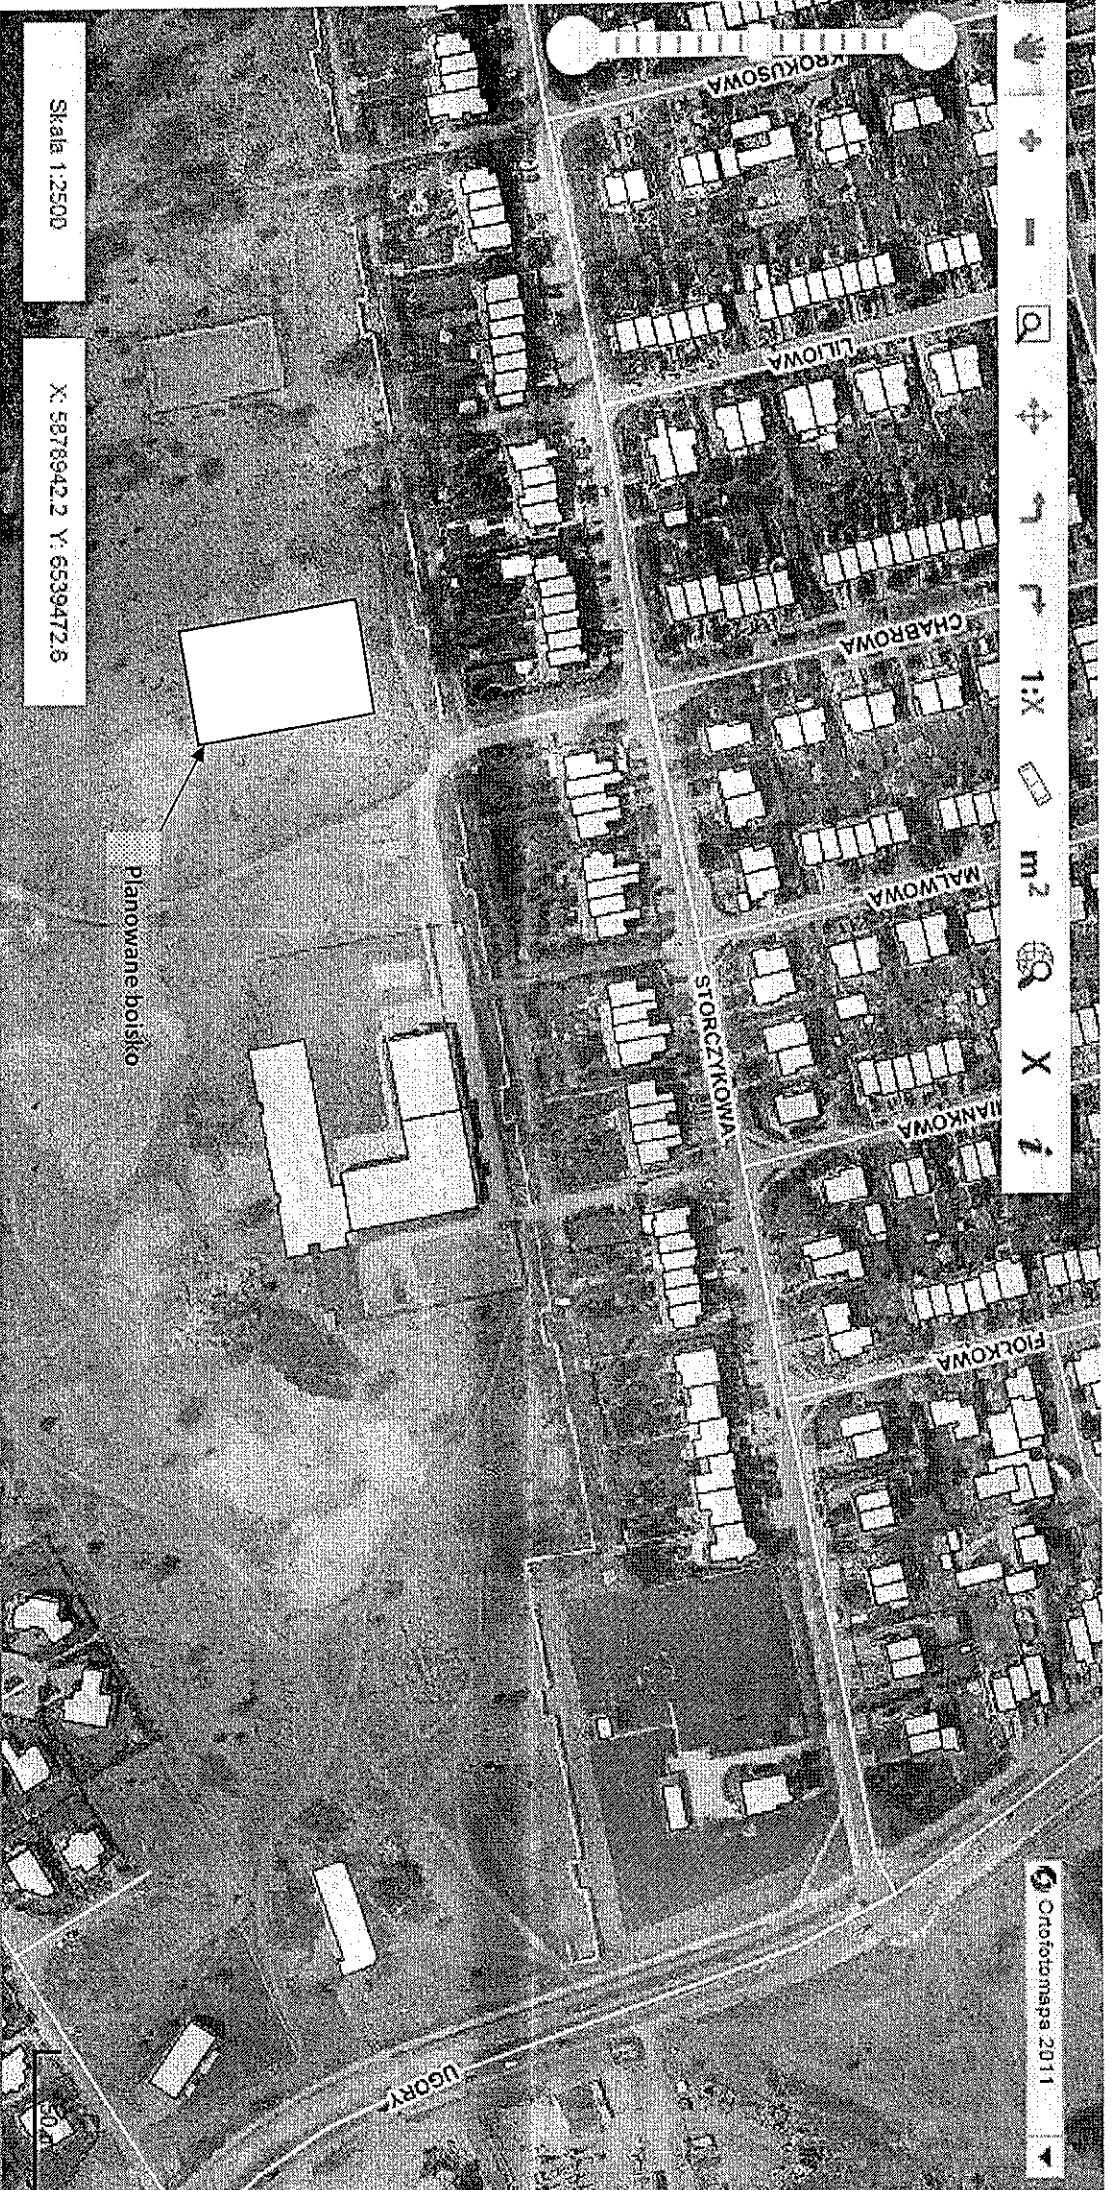 1:X
m²
X
i
Ortofotomapa 2011
KROKUSOWA
LILIOWA
CHABROWA
MALWOWA
IANKOWA
FIOŁKOWA
STORCZYKOWA
UGORY
Planowane boisko
Skala 1:2500
X: 5878942.2 Y: 6539472.6